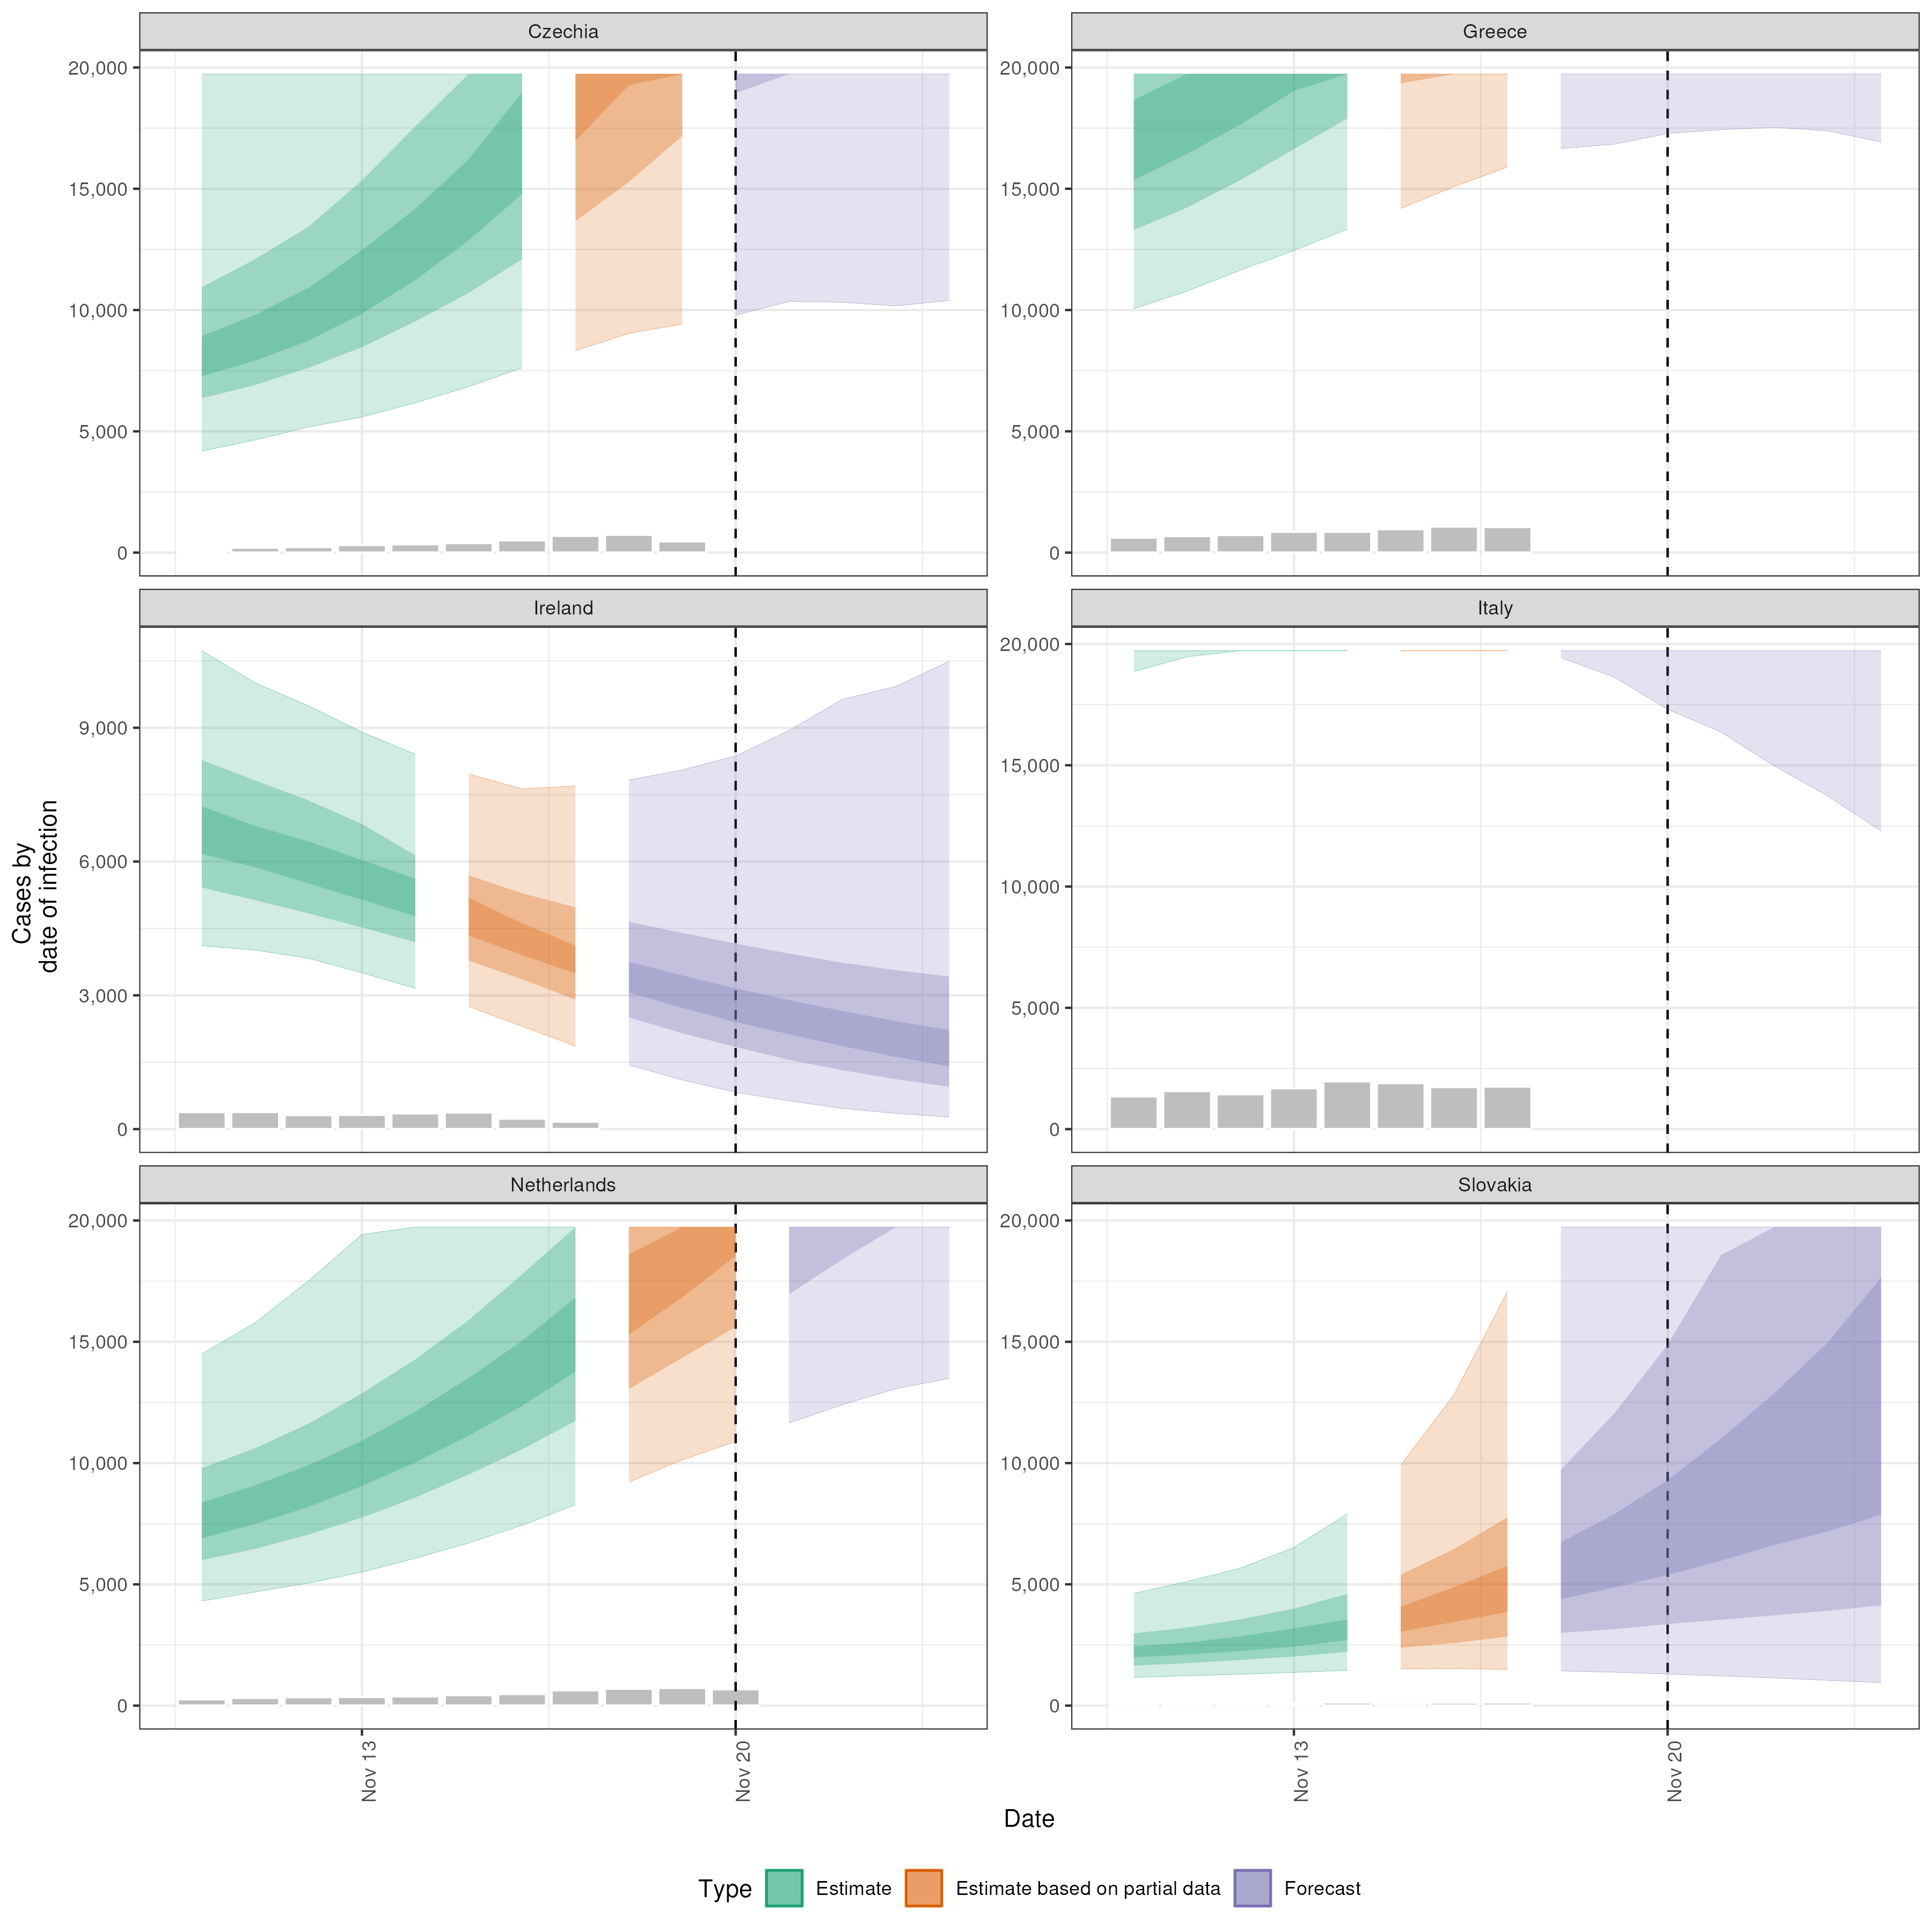 Czechia
Greece
20,000
15,000
10,000
5,000
0
20,000
15,000
10,000
5,000
0
Ireland
Italy
9,000
6,000
3,000
0
20,000
15,000
10,000
5,000
0
Cases by
date of infection
Netherlands
Slovakia
20,000
15,000
10,000
5,000
0
20,000
15,000
10,000
5,000
0
Nov 13
Nov 20
Nov 13
Nov 20
Date
Type
Estimate
Estimate based on partial data
Forecast